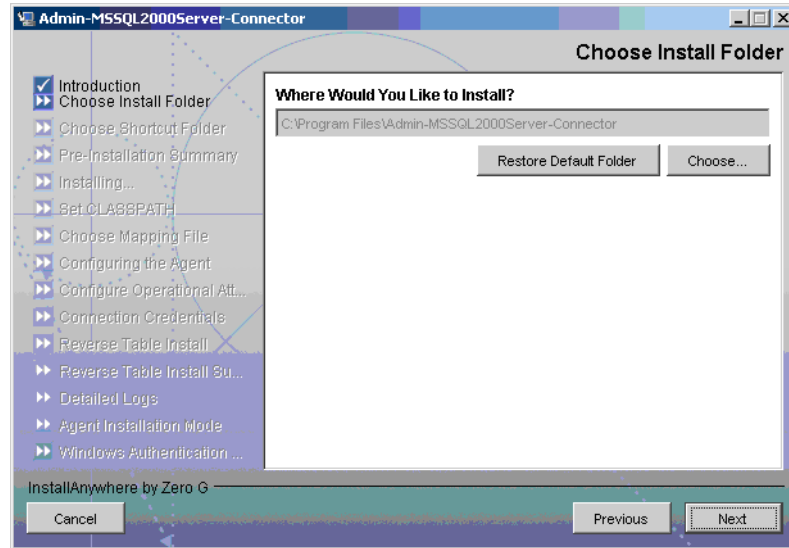 Admin-MSSQL2000Server-Connector
Choose Install Folder
Introduction
Choose Install Folder
Choose Shortcut Folder
Pre-Installation Summary
Installing...
Set CLASSPATH
Choose Mapping File
Configuring the Agent
Configure Operational Att...
Connection Credentials
Reverse Table Install
Reverse Table Install Su...
Detailed Logs
Agent Installation Mode
Windows Authentication ...
Where Would You Like to Install?
C:\Program Files\Admin-MSSQL2000Server-Connector
Restore Default Folder
Choose...
InstallAnywhere by Zero G
Cancel
Previous
Next